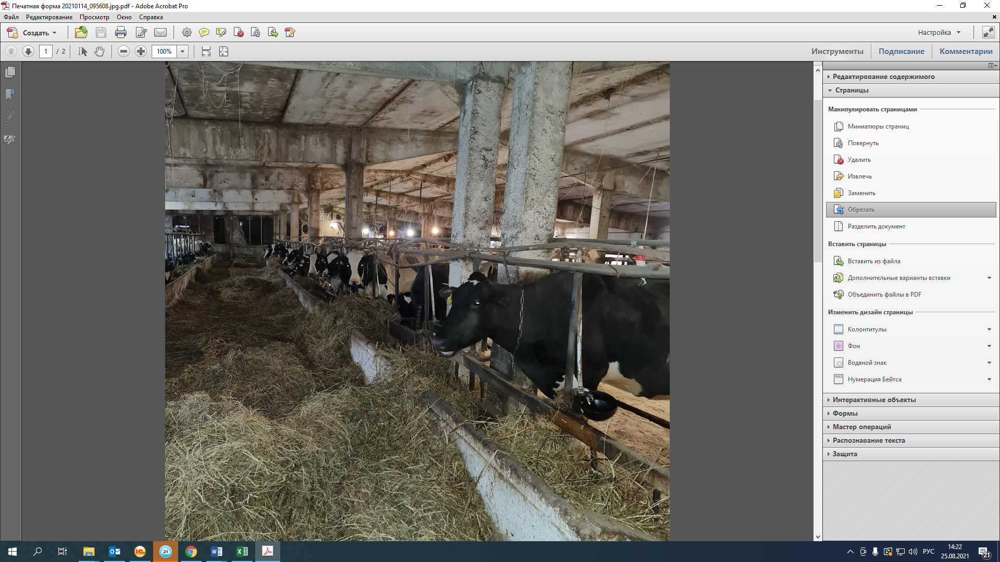 Печатная форма 20210114_095608.jpg.pdf - Adobe Acrobat Pro
Файл Редактирование Просмотр Окно Справка
Создать
Настройка
1 / 2
100%
Инструменты Подписание Комментарии
Редактирование содержимого
Страницы
Манипулировать страницами
Миниатюры страниц
Повернуть
Удалить
Извлечь
Заменить
Обрезать
Разделить документ
Вставить страницы
Вставить из файла
Дополнительные варианты вставки
Объединить файлы в PDF
Изменить дизайн страницы
Колонтитулы
Фон
Водяной знак
Нумерация Бейтса
Интерактивные объекты
Формы
Мастер операций
Распознавание текста
Защита
24
РУС
14:22
25.08.2021
21